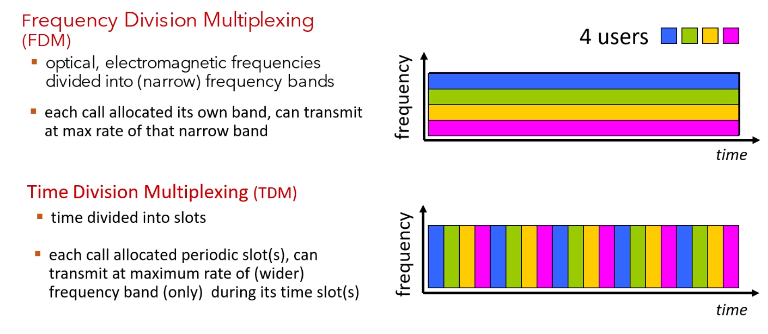 Frequency Division Multiplexing
(FDM)
▪ optical, electromagnetic frequencies
divided into (narrow) frequency bands
▪ each call allocated its own band, can transmit
at max rate of that narrow band
4 users
frequency
time
Time Division Multiplexing (TDM)
▪ time divided into slots
▪ each call allocated periodic slot(s), can
transmit at maximum rate of (wider)
frequency band (only) during its time slot(s)
frequency
time